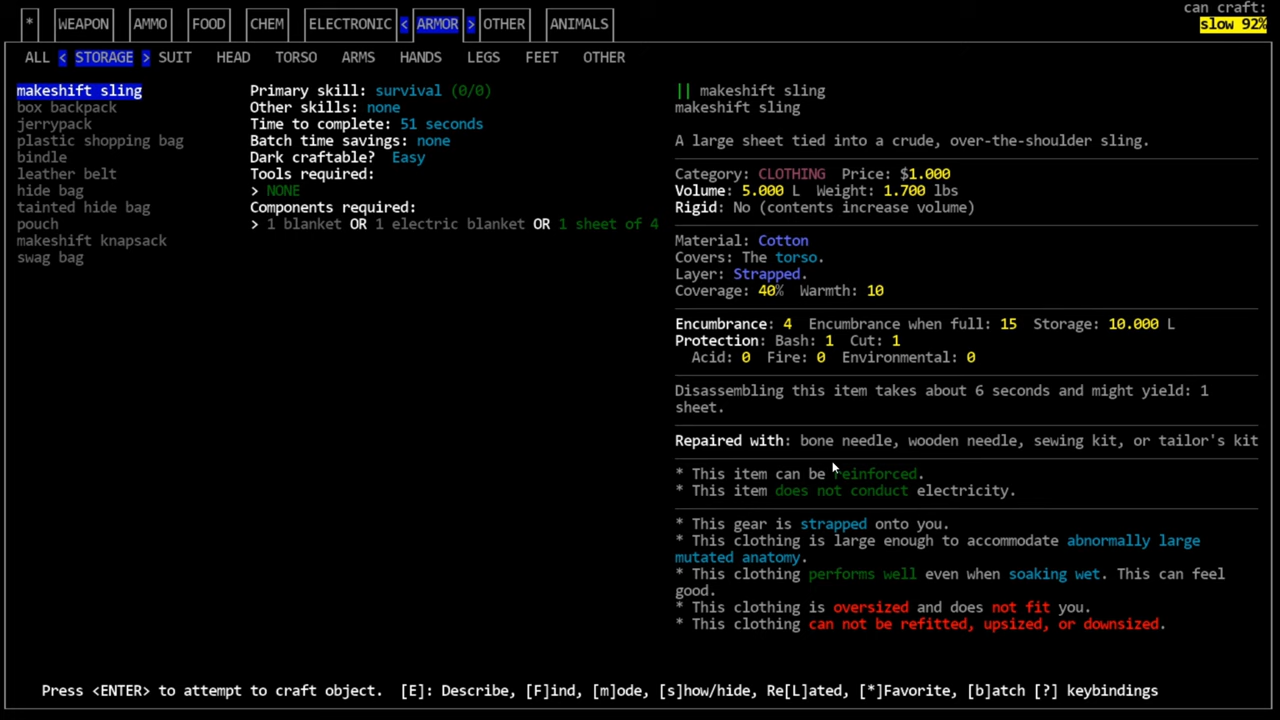 can craft:
* WEAPON AMMO FOOD CHEM ELECTRONIC < ARMOR > OTHER ANIMALS slow 92%
ALL < STORAGE > SUIT HEAD TORSO ARMS HANDS LEGS FEET OTHER
makeshift sling
box backpack
jerrypack
plastic shopping bag
bindle
leather belt
hide bag
tainted hide bag
pouch
makeshift knapsack
swag bag
Primary skill: survival (0/0)
Other skills: none
Time to complete: 51 seconds
Batch time savings: none
Dark craftable? Easy
Tools required:
> NONE
Components required:
> 1 blanket OR 1 electric blanket OR 1 sheet of 4
|| makeshift sling
makeshift sling
A large sheet tied into a crude, over-the-shoulder sling.
Category: CLOTHING Price: $1.000
Volume: 5.000 L Weight: 1.700 lbs
Rigid: No (contents increase volume)
Material: Cotton
Covers: The torso.
Layer: Strapped.
Coverage: 40% Warmth: 10
Encumbrance: 4 Encumbrance when full: 15 Storage: 10.000 L
Protection: Bash: 1 Cut: 1
Acid: 0 Fire: 0 Environmental: 0
Disassembling this item takes about 6 seconds and might yield: 1
sheet.
Repaired with: bone needle, wooden needle, sewing kit, or tailor's kit
* This item can be reinforced.
* This item does not conduct electricity.
* This gear is strapped onto you.
* This clothing is large enough to accommodate abnormally large
mutated anatomy.
* This clothing performs well even when soaking wet. This can feel
good.
* This clothing is oversized and does not fit you.
* This clothing can not be refitted, upsized, or downsized.
Press <ENTER> to attempt to craft object. [E]: Describe, [F]ind, [m]ode, [s]how/hide, Re[L]ated, [*]Favorite, [b]atch [?] keybindings